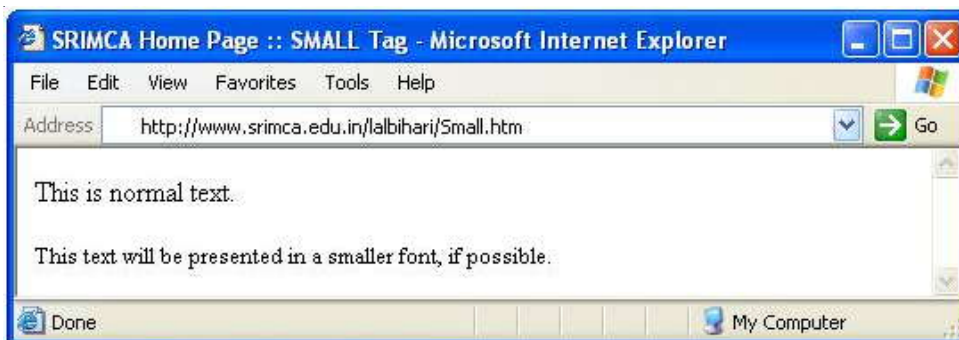 SRIMCA Home Page :: SMALL Tag - Microsoft Internet Explorer
File Edit View Favorites Tools Help
Address http://www.srimca.edu.in/lalbihari/Small.htm Go
This is normal text.
This text will be presented in a smaller font, if possible.
Done My Computer